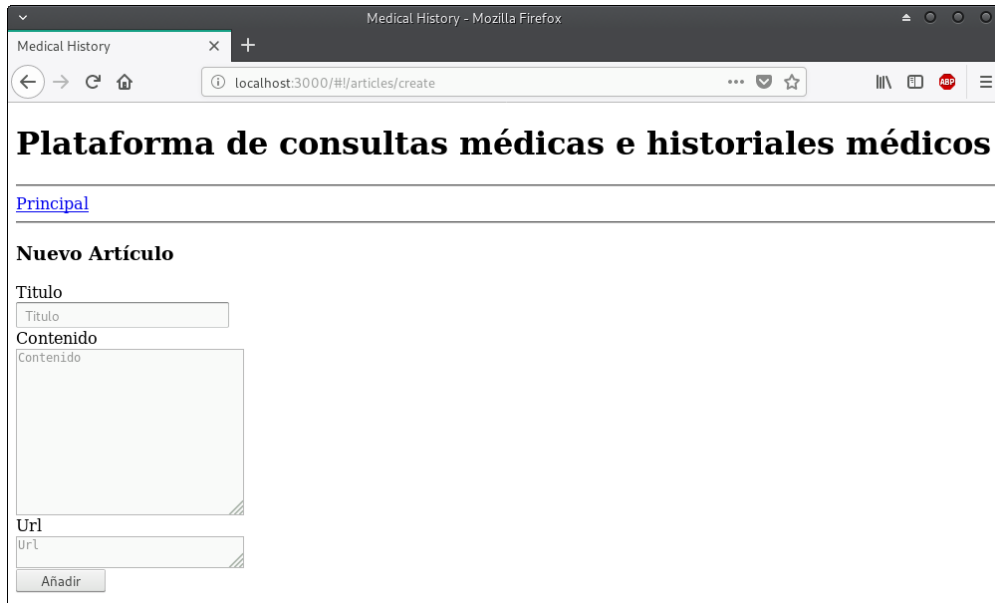 Medical History - Mozilla Firefox
Medical History
localhost:3000/#!/articles/create
ABP
Plataforma de consultas médicas e historiales médicos
Principal
Nuevo Artículo
Titulo
Titulo
Contenido
Contenido
Url
Url
Añadir